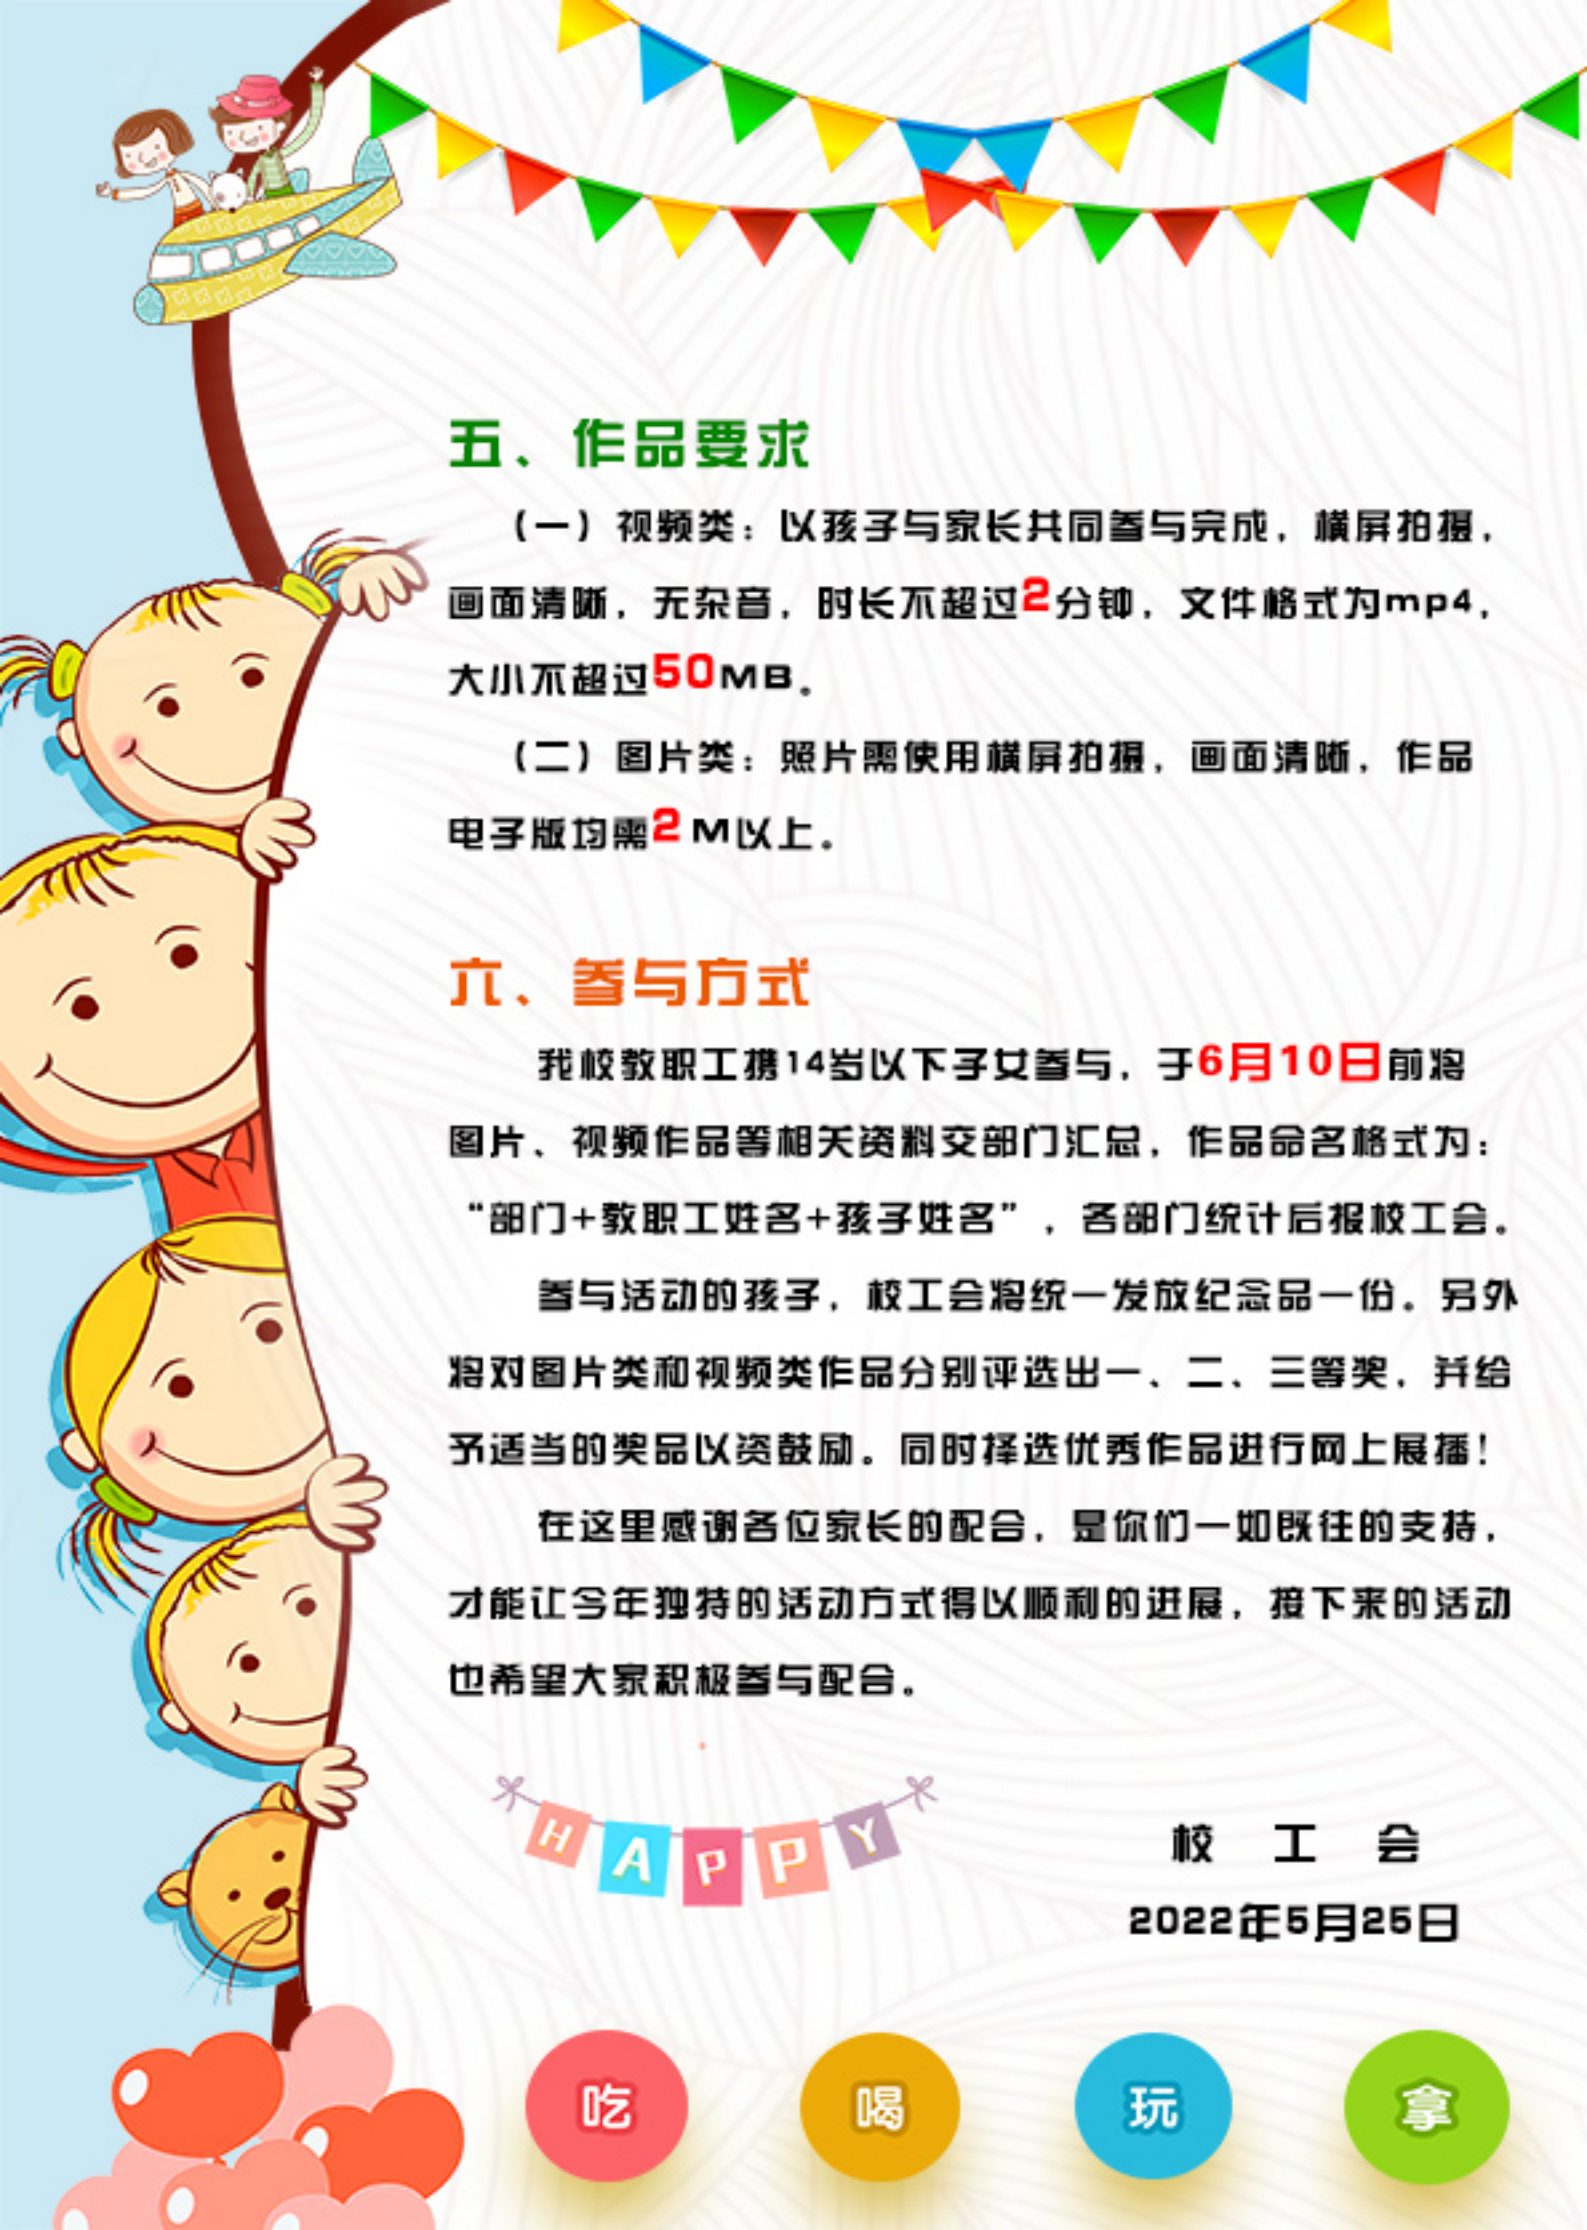 五、作品要求
（一）视频类：以孩子与家长共同参与完成，横屏拍摄，
画面清晰，无杂音，时长不超过2分钟，文件格式为mp4，
大小不超过50MB。
（二）图片类：照片需使用横屏拍摄，画面清晰，作品
电子版均需2M以上。
六、参与方式
我校教职工携14岁以下子女参与，于6月10日前将
图片、视频作品等相关资料交部门汇总，作品命名格式为：
“部门+教职工姓名+孩子姓名”，各部门统计后报校工会。
参与活动的孩子，校工会将统一发放纪念品一份。另外
将对图片类和视频类作品分别评选出一、二、三等奖，并给
予适当的奖品以资鼓励。同时择选优秀作品进行网上展播！
在这里感谢各位家长的配合，是你们一如既往的支持，
才能让今年独特的活动方式得以顺利的进展，接下来的活动
也希望大家积极参与配合。
HAPPY
校 工 会
2022年5月25日
吃 喝 玩 拿